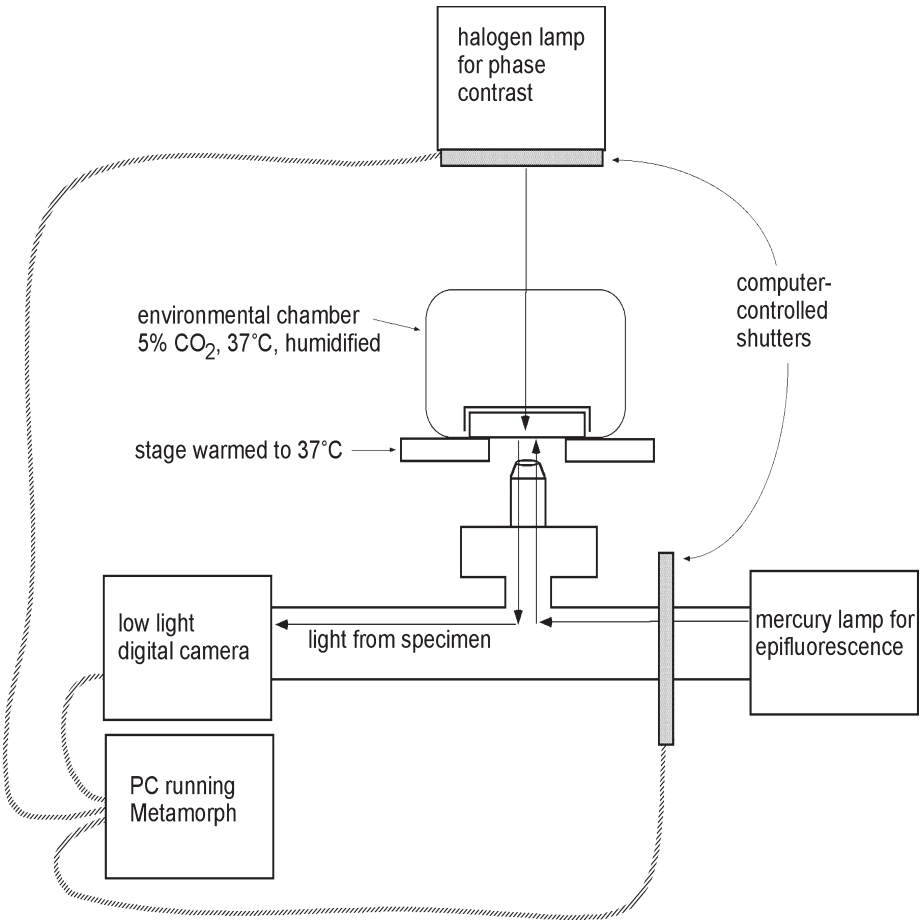 halogen lamp
for phase
contrast
computer-
controlled
shutters
environmental chamber
5% CO2, 37°C, humidified
stage warmed to 37°C
low light
digital camera
light from specimen
mercury lamp for
epifluorescence
PC running
Metamorph